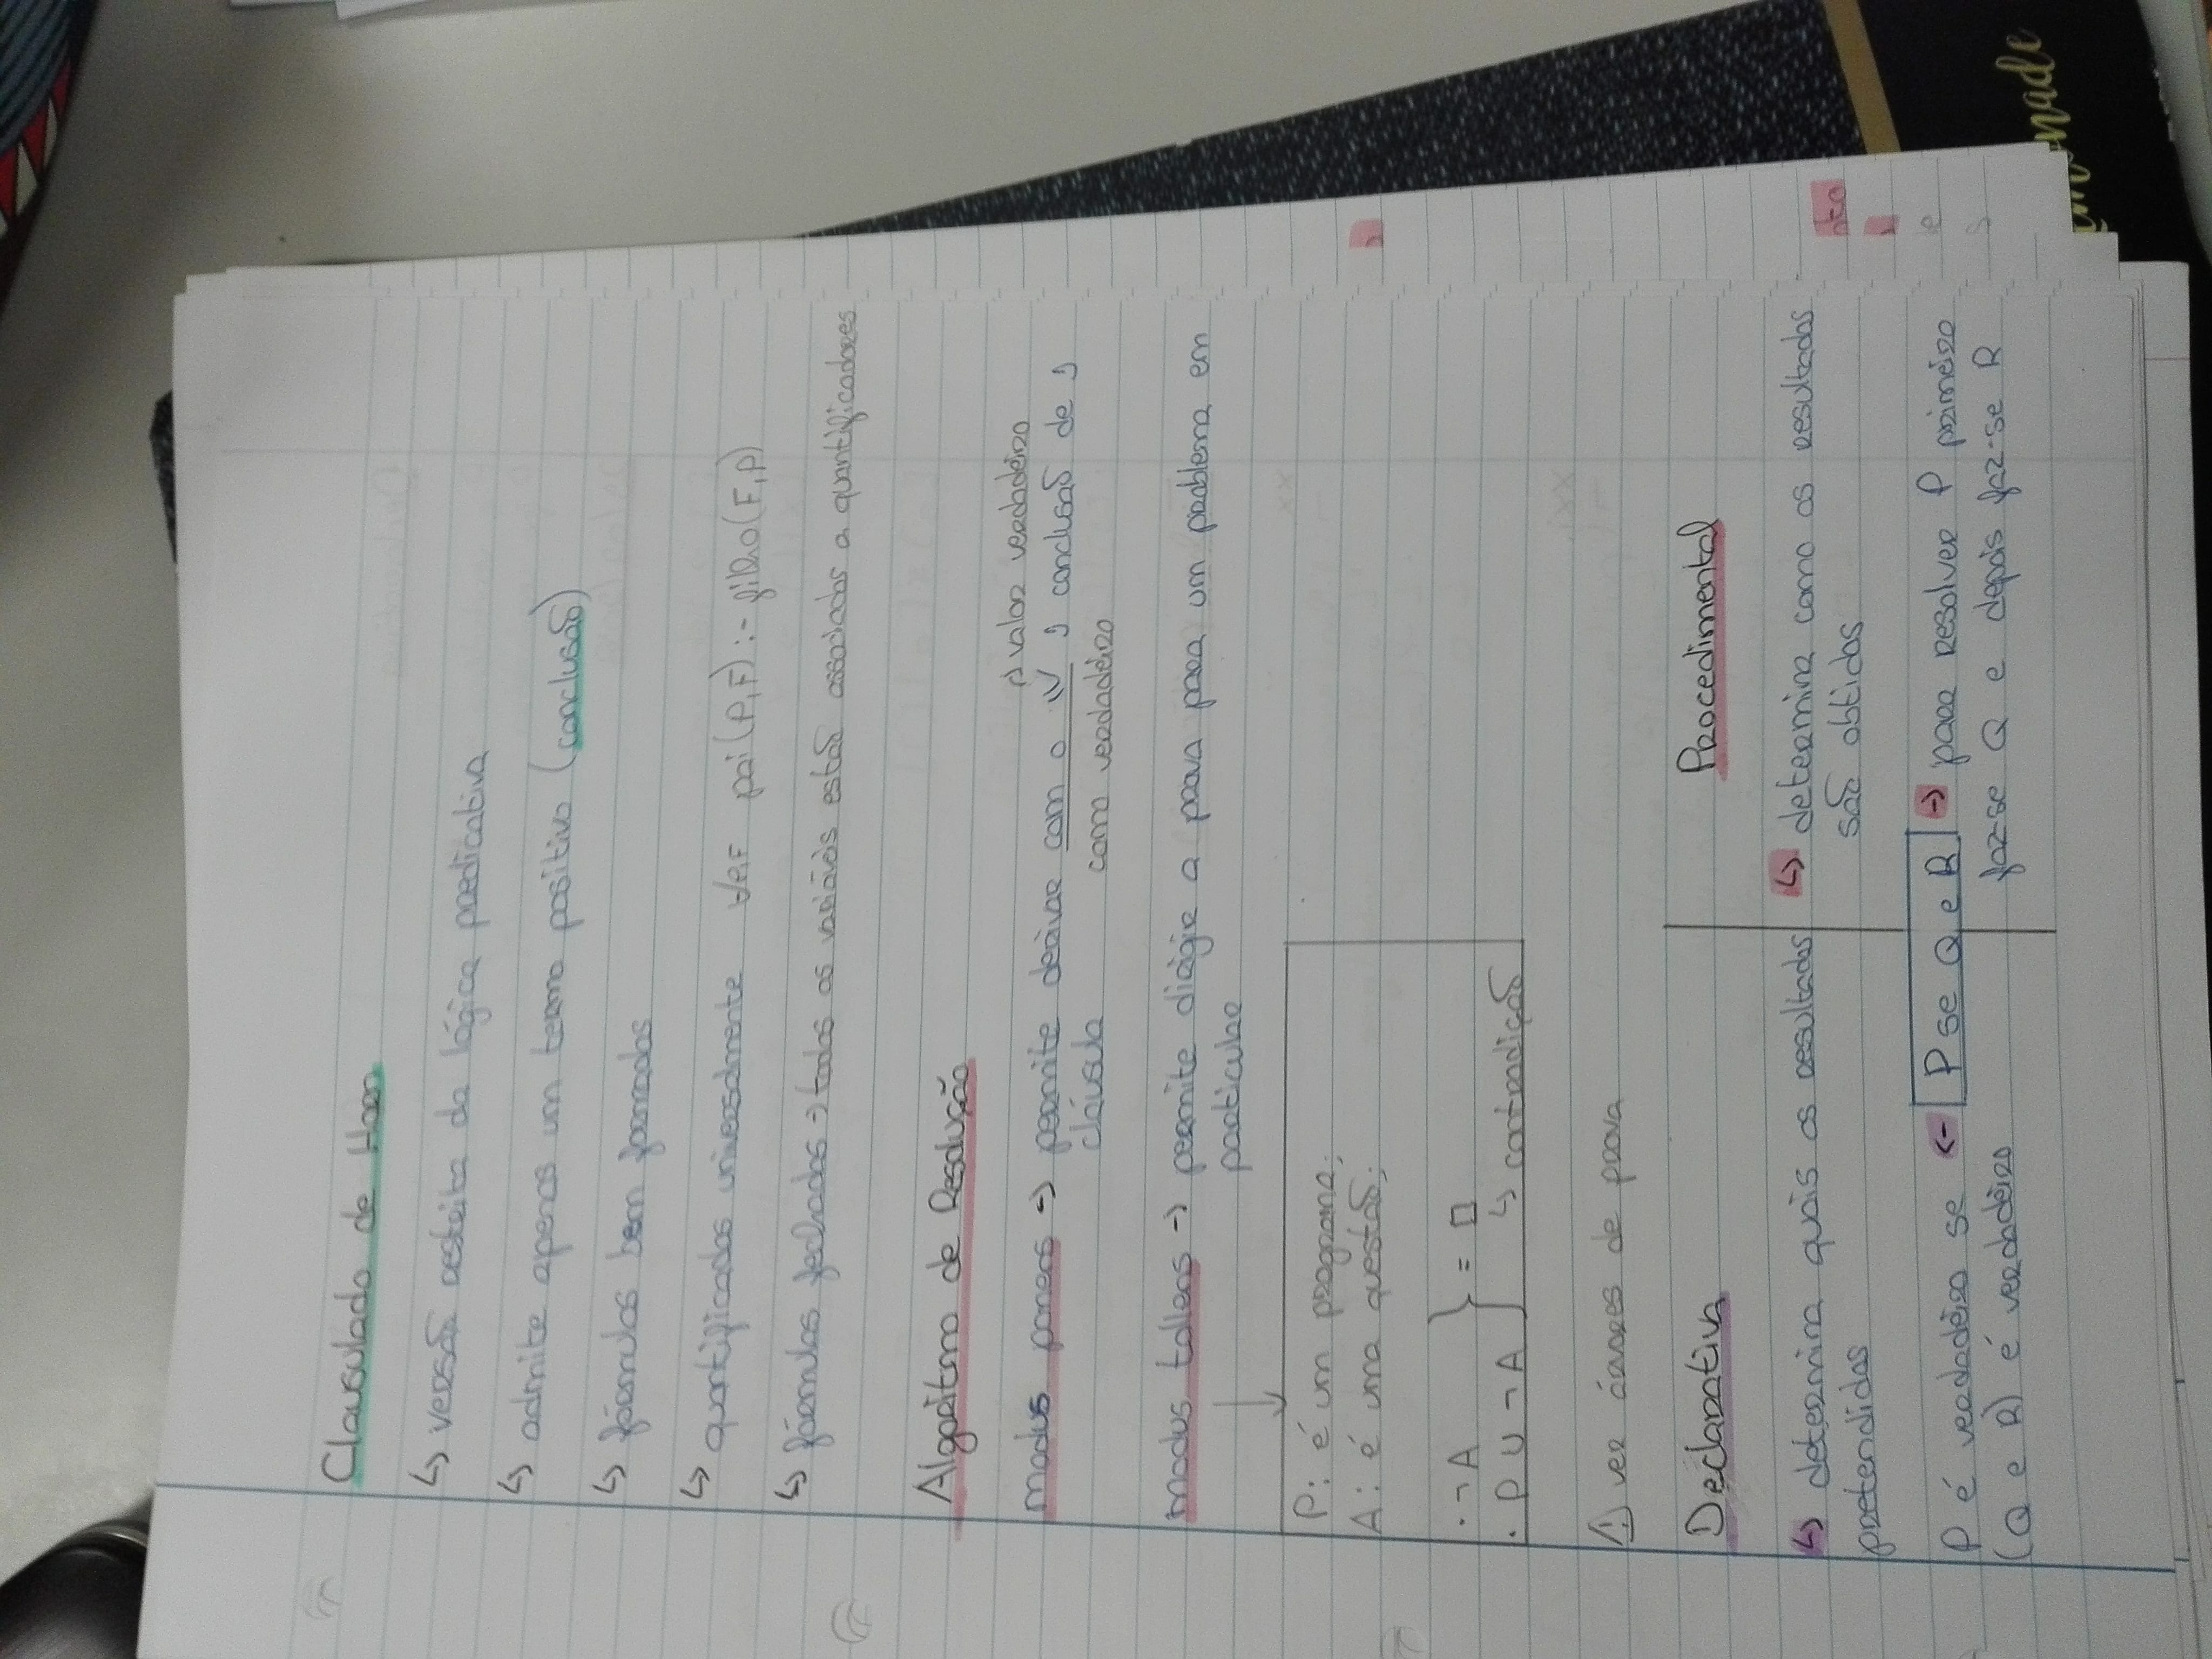 Clausulado de Horn
↳ versão restrita da lógica predicativa
↳ admite apenas um termo positivo (conclusão)
↳ fórmulas bem formadas
↳ quantificadas universalmente ∀P,F pai(P,F):- filho(F,P)
↳ fórmulas fechadas → todas as variáveis estão associadas a quantificadores
Algoritmo de Resolução
↱ valor verdadeiro
modus ponens → permite derivar com o V, a conclusão de
cláusula com verdadeiro
modus tollens → permite dirigir a prova para um problema em
particular
P: é um programa;
A: é uma questão;
. ¬A } = □
. P ∪ ¬A ↳ contradição
⚠ ver árvores de prova
Declarativa
↳ determina quais os resultados
pretendidos
P é verdadeiro se ←
(Q e R) é verdadeiro
P se Q e R
Procedimental
↳ determina como os resultados
são obtidos
→ para resolver P primeiro
faz-se Q e depois faz-se R
nto
nade